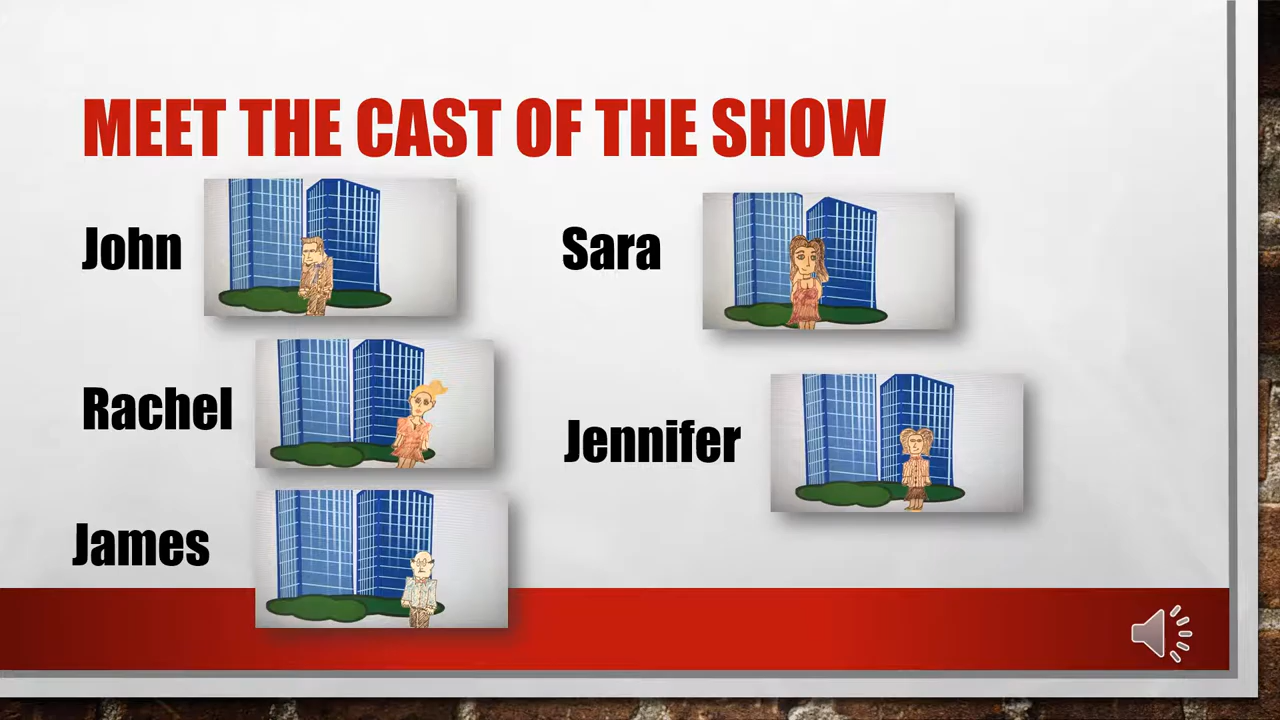 MEET THE CAST OF THE SHOW
John
Sara
Rachel
Jennifer
James